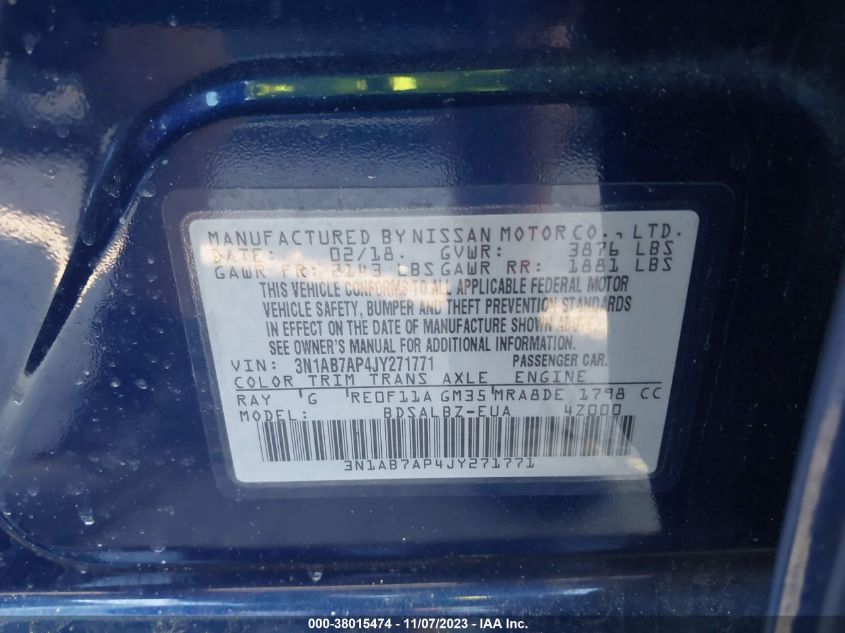 MANUFACTURED BY NISSAN MOTOR CO., LTD.
DATE: 02/18. GVWR: 3876 LBS
GAWR FR: 2143 LBS GAWR RR: 1881 LBS
THIS VEHICLE CONFORMS TO ALL APPLICABLE FEDERAL MOTOR
VEHICLE SAFETY, BUMPER AND THEFT PREVENTION STANDARDS
IN EFFECT ON THE DATE OF MANUFACTURE SHOWN ABOVE.
SEE OWNER'S MANUAL FOR ADDITIONAL INFORMATION.
VIN: 3N1AB7AP4JY271771 PASSENGER CAR.
COLOR TRIM TRANS AXLE ENGINE
RAY G RE0F11A GM35 MRA8DE 1798 CC
MODEL: BDSALBZ-EUA 4Z000
3N1AB7AP4JY271771
000-38015474 - 11/07/2023 - IAAI.com